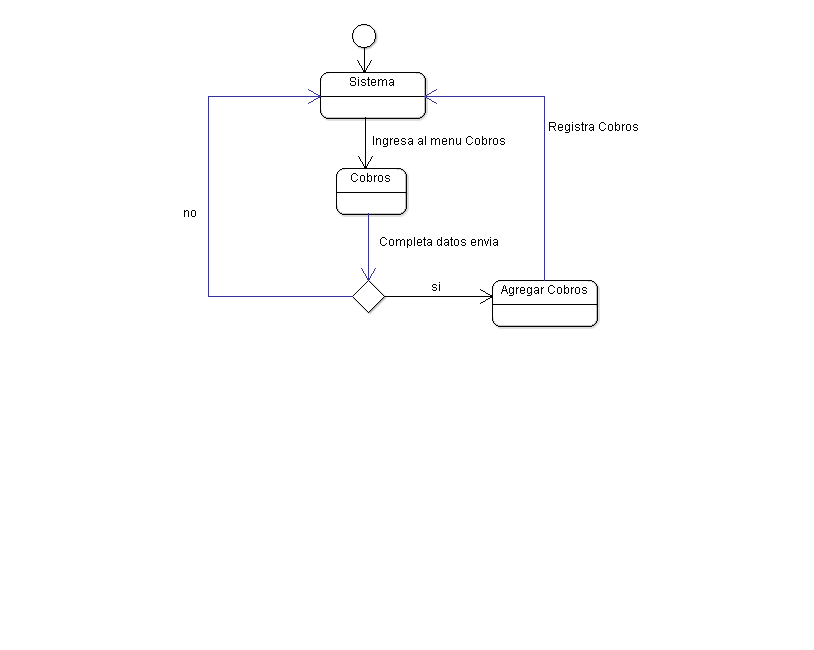 Sistema
Registra Cobros
Ingresa al menu Cobros
Cobros
no
Completa datos envia
si
Agregar Cobros